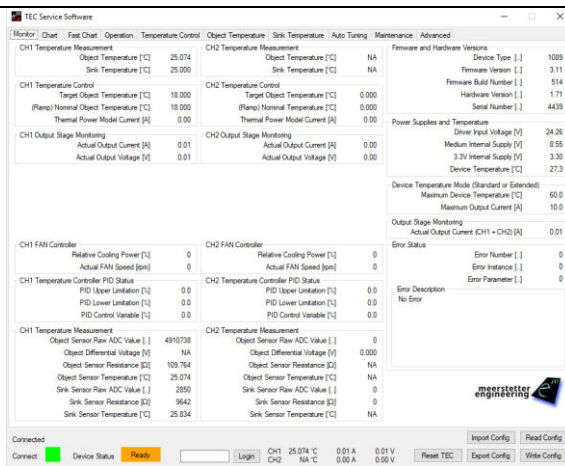 TEC Service Software
Monitor Chart Fast Chart Operation Temperature Control Object Temperature Sink Temperature Auto Tuning Maintenance Advanced
CH1 Temperature Measurement
Object Temperature [°C] 25.074
Sink Temperature [°C] 25.000
CH1 Temperature Control
Target Object Temperature [°C] 18.000
(Ramp) Nominal Object Temperature [°C] 18.000
Thermal Power Model Current [A] 0.00
CH1 Output Stage Monitoring
Actual Output Current [A] 0.01
Actual Output Voltage [V] 0.01
CH1 FAN Controller
Relative Cooling Power [%] 0
Actual FAN Speed [rpm] 0
CH1 Temperature Controller PID Status
PID Upper Limitation [%] 0.0
PID Lower Limitation [%] 0.0
PID Control Variable [%] 0.0
CH1 Temperature Measurement
Object Sensor Raw ADC Value [..] 4910738
Object Differential Voltage [V] NA
Object Sensor Resistance [Ω] 109.764
Object Sensor Temperature [°C] 25.074
Sink Sensor Raw ADC Value [..] 2850
Sink Sensor Resistance [Ω] 9642
Sink Sensor Temperature [°C] 25.834
CH2 Temperature Measurement
Object Temperature [°C] NA
Sink Temperature [°C] NA
CH2 Temperature Control
Target Object Temperature [°C] 0.000
(Ramp) Nominal Object Temperature [°C] 0.000
Thermal Power Model Current [A] 0.00
CH2 Output Stage Monitoring
Actual Output Current [A] 0.00
Actual Output Voltage [V] 0.00
CH2 FAN Controller
Relative Cooling Power [%] 0
Actual FAN Speed [rpm] 0
CH2 Temperature Controller PID Status
PID Upper Limitation [%] 0.0
PID Lower Limitation [%] 0.0
PID Control Variable [%] 0.0
CH2 Temperature Measurement
Object Sensor Raw ADC Value [..] 0
Object Differential Voltage [V] 0.000
Object Sensor Resistance [Ω] NA
Object Sensor Temperature [°C] NA
Sink Sensor Raw ADC Value [..] 0
Sink Sensor Resistance [Ω] 0
Sink Sensor Temperature [°C] NA
Firmware and Hardware Versions
Device Type [..] 1089
Firmware Version [..] 3.11
Firmware Build Number [..] 514
Hardware Version [..] 1.71
Serial Number [..] 4439
Power Supplies and Temperature
Driver Input Voltage [V] 24.26
Medium Internal Supply [V] 8.55
3.3V Internal Supply [V] 3.30
Device Temperature [°C] 27.3
Device Temperature Mode (Standard or Extended)
Maximum Device Temperature [°C] 60.0
Maximum Output Current [A] 10.0
Output Stage Monitoring
Actual Output Current (CH1 + CH2) [A] 0.01
Error Status
Error Number [..] 0
Error Instance [..] 0
Error Parameter [..] 0
Error Description
No Error
meerstetter
engineering
Connected
Import Config Read Config
Connect: Device Status Ready Login CH1 25.074 °C 0.01 A 0.01 V Reset TEC Export Config Write Config
CH2 NA °C 0.00 A 0.00 V